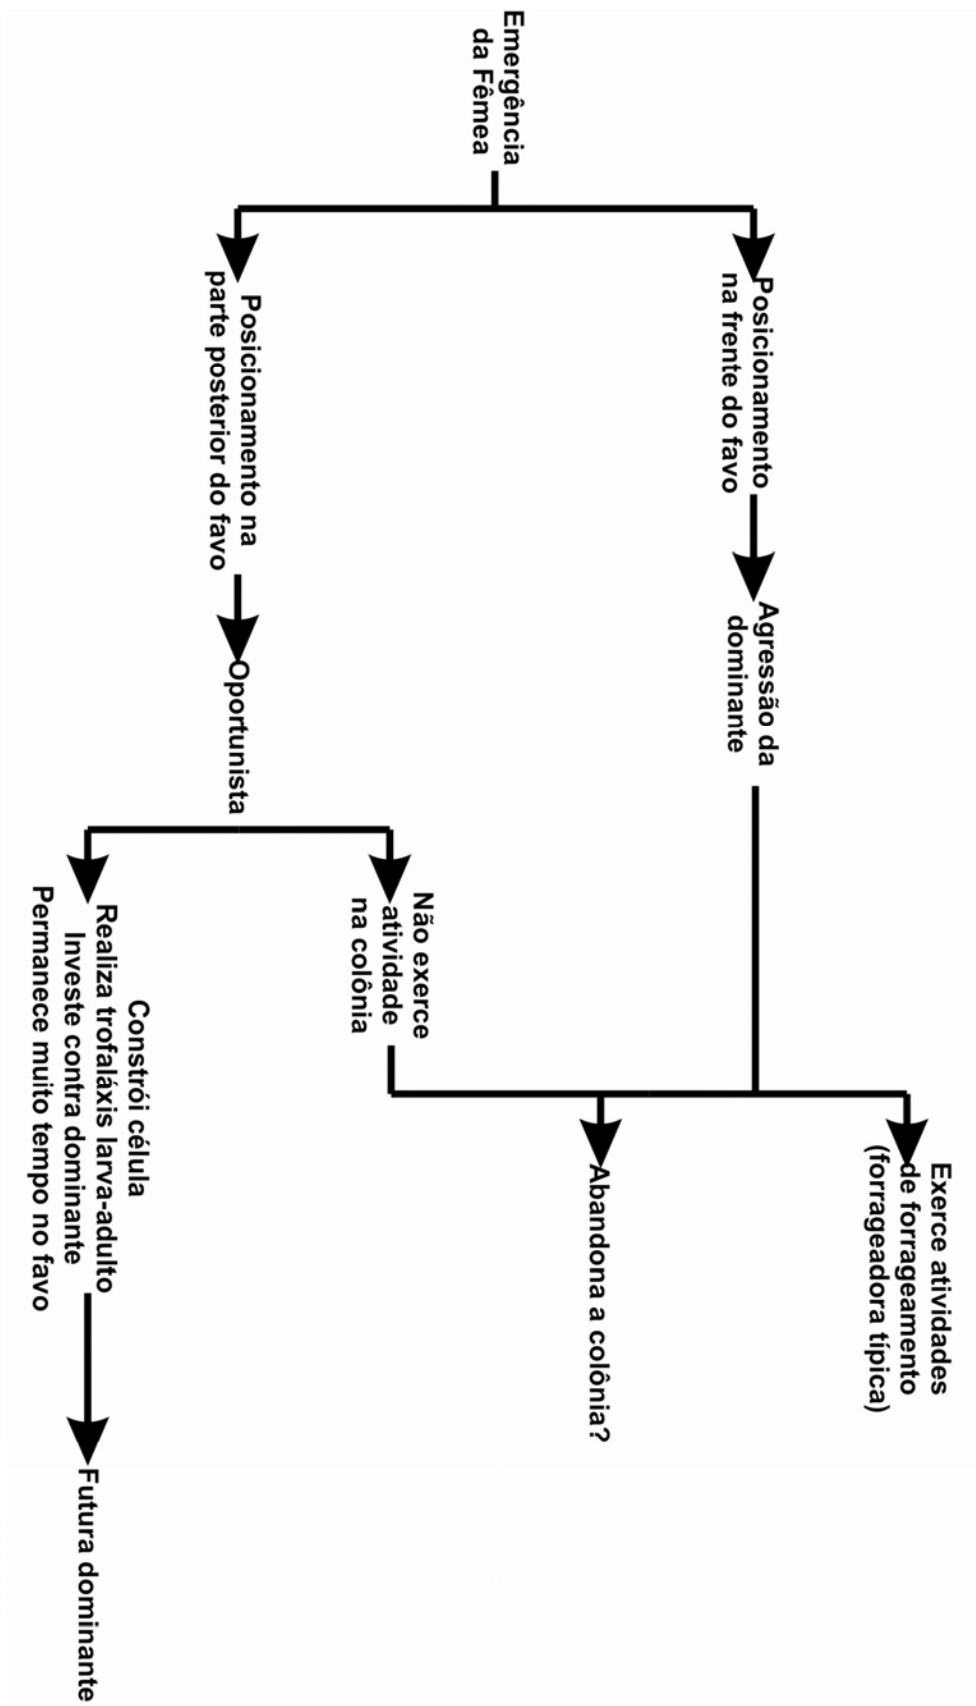 Emergência
da Fêmea
Posicionamento
na frente do favo
Agressão da
dominante
Exerce atividades
de forrageamento
(forrageadora típica)
Abandona a colônia?
Posicionamento na
parte posterior do favo
Oportunista
Não exerce
atividade
na colônia
Constrói célula
Realiza trofaláxis larva-adulto
Investe contra dominante
Permanece muito tempo no favo
Futura dominante